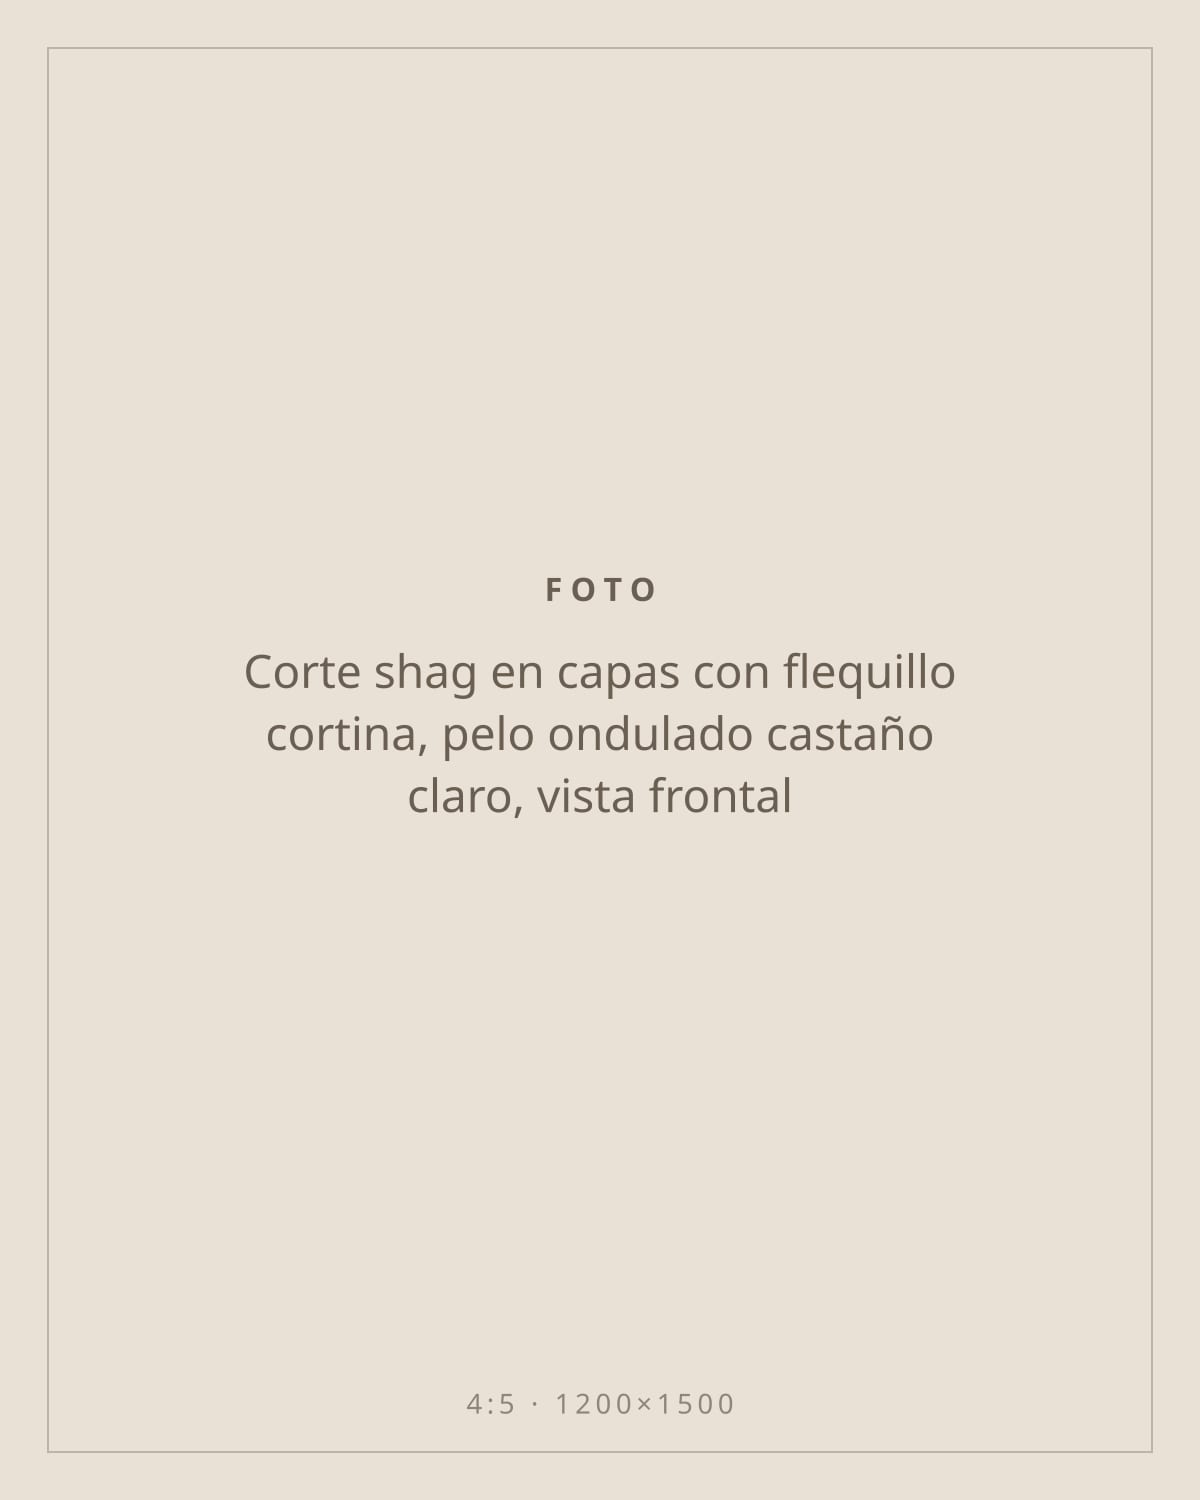 FOTO
Corte shag en capas con flequillo
cortina, pelo ondulado castaño
claro, vista frontal
4:5 · 1200×1500